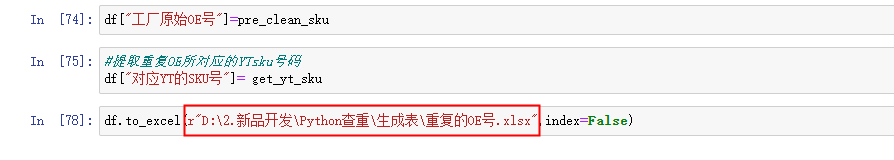 In [74]: df["工厂原始OE号"]=pre_clean_sku
In [75]: #提取重复OE所对应的YTsku号码
df["对应YT的SKU号"]= get_yt_sku
In [78]: df.to_excel(r"D:\2.新品开发\Python查重\生成表\重复的OE号.xlsx",index=False)